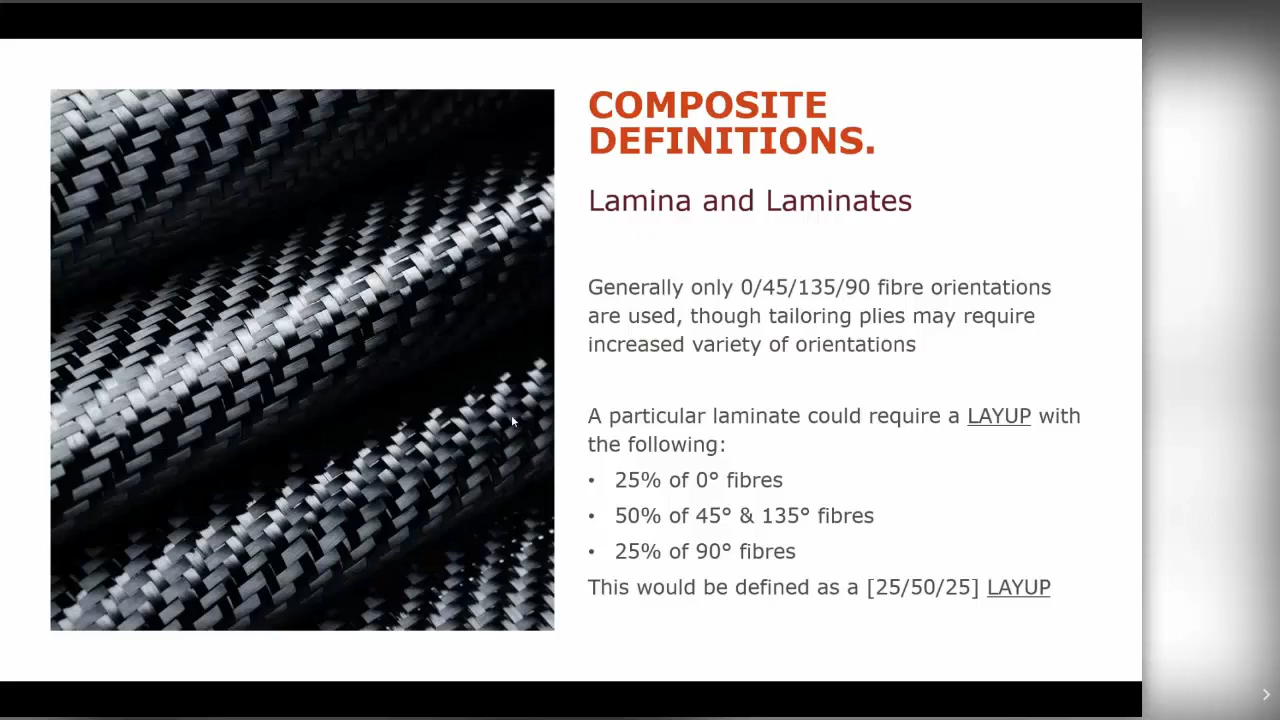 COMPOSITE
DEFINITIONS.
Lamina and Laminates
Generally only 0/45/135/90 fibre orientations
are used, though tailoring plies may require
increased variety of orientations
A particular laminate could require a LAYUP with
the following:
• 25% of 0° fibres
• 50% of 45° & 135° fibres
• 25% of 90° fibres
This would be defined as a [25/50/25] LAYUP